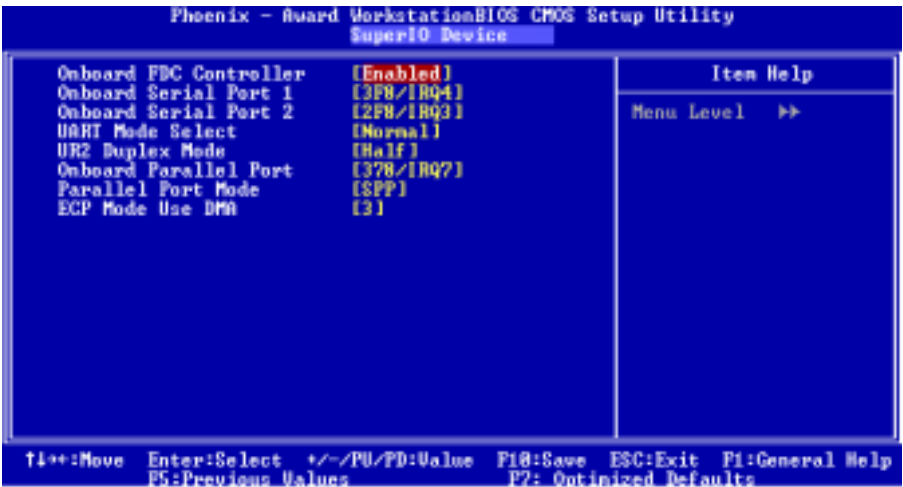 Phoenix - Award WorkstationBIOS CMOS Setup Utility
SuperIO Device
Onboard FDC Controller [Enabled]
Onboard Serial Port 1 [3F8/IRQ4]
Onboard Serial Port 2 [2F8/IRQ3]
UART Mode Select [Normal]
UR2 Duplex Mode [Half]
Onboard Parallel Port [378/IRQ7]
Parallel Port Mode [SPP]
ECP Mode Use DMA [3]
Item Help
Menu Level ►►
↑↓→←:Move Enter:Select +/-/PU/PD:Value F10:Save ESC:Exit F1:General Help
F5:Previous Values F7: Optimized Defaults